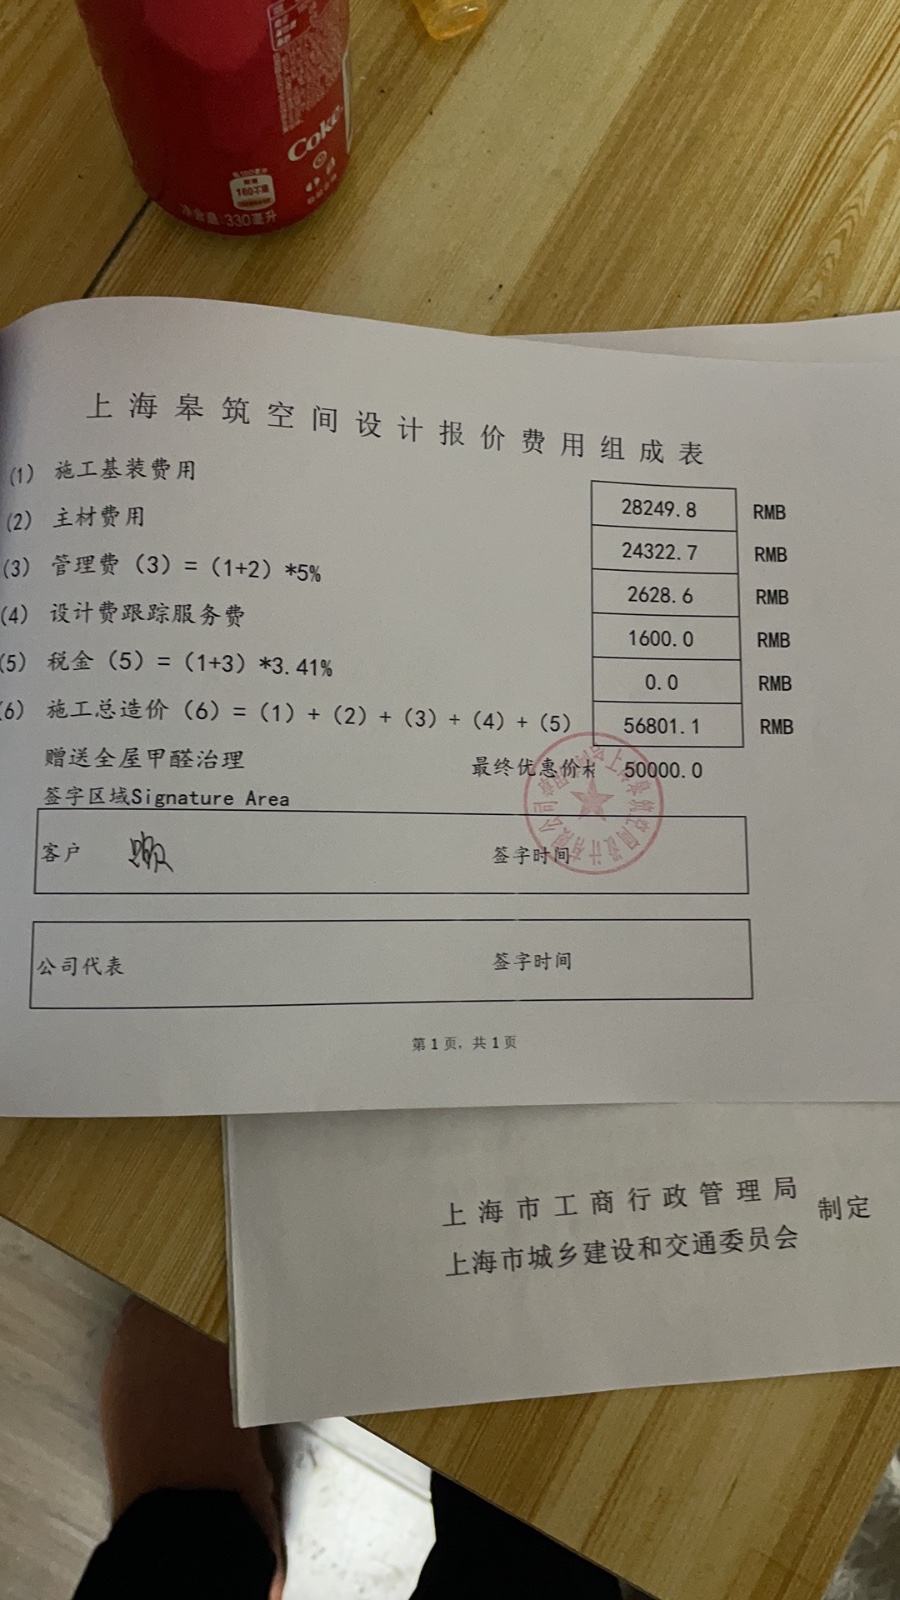 Coke
180千焦
净含量:330毫升
上海皋筑空间设计报价费用组成表
(1) 施工基装费用 28249.8 RMB
(2) 主材费用 24322.7 RMB
(3) 管理费（3）=（1+2）*5% 2628.6 RMB
(4) 设计费跟踪服务费 1600.0 RMB
(5) 税金（5）=（1+3）*3.41% 0.0 RMB
(6) 施工总造价（6）=（1）+（2）+（3）+（4）+（5） 56801.1 RMB
赠送全屋甲醛治理 最终优惠价 50000.0
签字区域Signature Area
客户 签字时间
公司代表 签字时间
第 1 页，共 1 页
上海市工商行政管理局
上海市城乡建设和交通委员会 制定